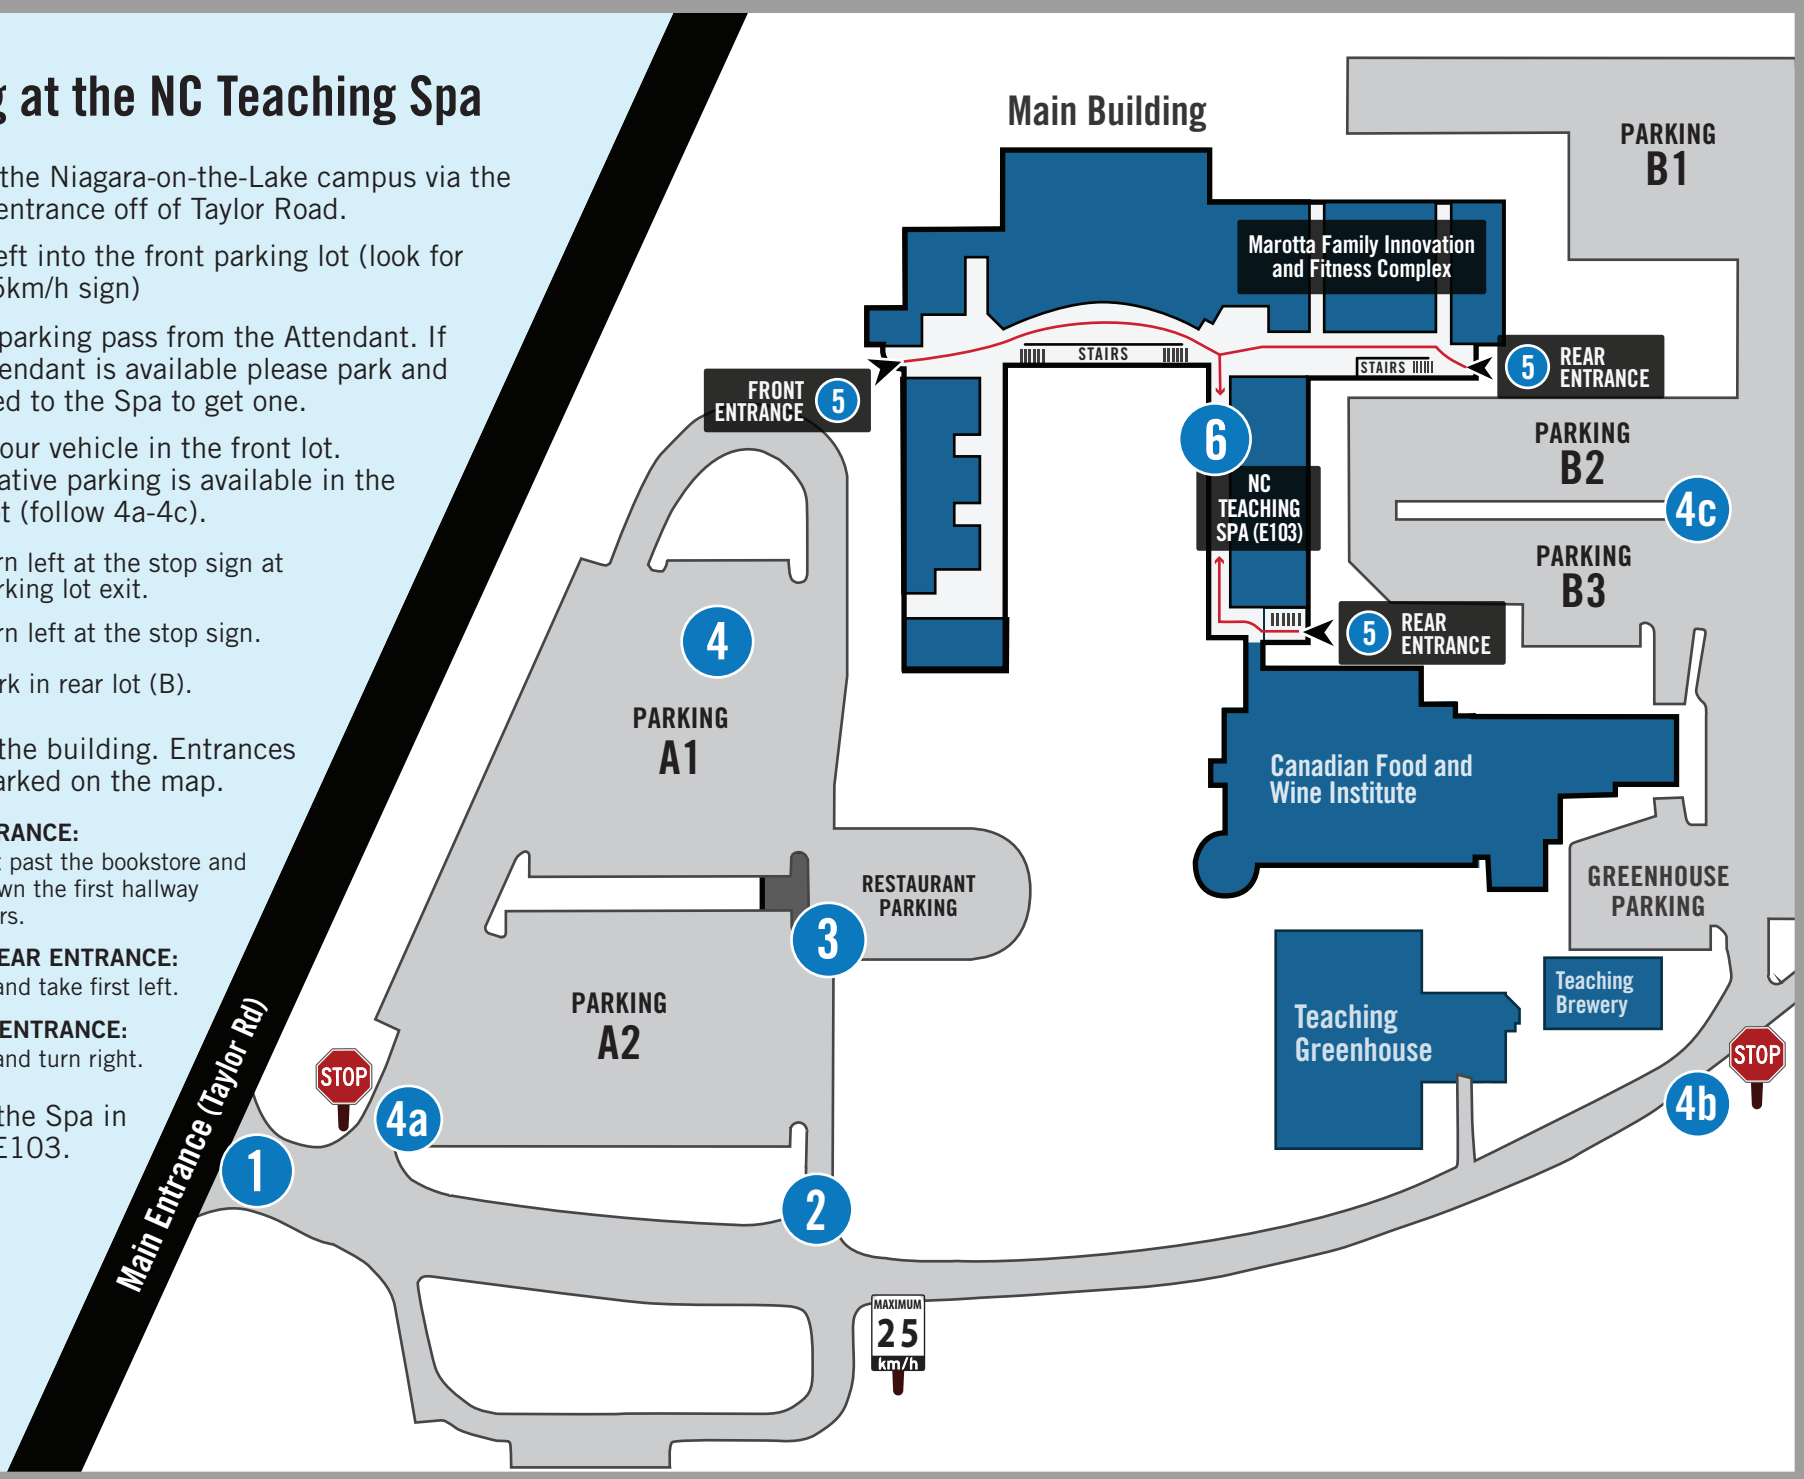 g at the NC Teaching Spa
the Niagara-on-the-Lake campus via the
entrance off of Taylor Road.
eft into the front parking lot (look for
5km/h sign)
parking pass from the Attendant. If
endant is available please park and
ed to the Spa to get one.
our vehicle in the front lot.
ative parking is available in the
t (follow 4a-4c).
rn left at the stop sign at
rking lot exit.
rn left at the stop sign.
rk in rear lot (B).
the building. Entrances
arked on the map.
RANCE:
t past the bookstore and
wn the first hallway
rs.
EAR ENTRANCE:
and take first left.
ENTRANCE:
and turn right.
the Spa in
E103.
Main Entrance (Taylor Rd)
Main Building
PARKING
B1
Marotta Family Innovation
and Fitness Complex
STAIRS
STAIRS
FRONT
ENTRANCE
5
5
REAR
ENTRANCE
6
NC
TEACHING
SPA (E103)
PARKING
B2
4c
PARKING
B3
5
REAR
ENTRANCE
4
PARKING
A1
Canadian Food and
Wine Institute
RESTAURANT
PARKING
3
GREENHOUSE
PARKING
PARKING
A2
Teaching
Greenhouse
Teaching
Brewery
STOP
4a
STOP
4b
1
2
MAXIMUM
25
km/h